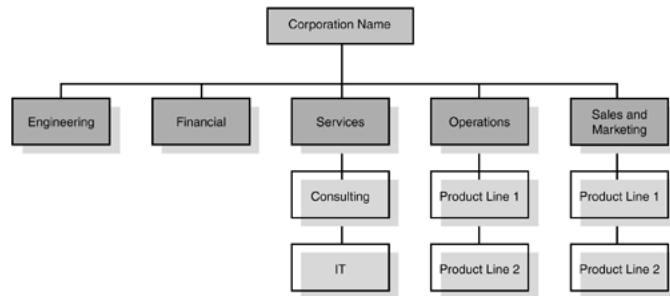 Corporation Name
Engineering
Financial
Services
Operations
Sales and
Marketing
Consulting
Product Line 1
Product Line 1
IT
Product Line 2
Product Line 2